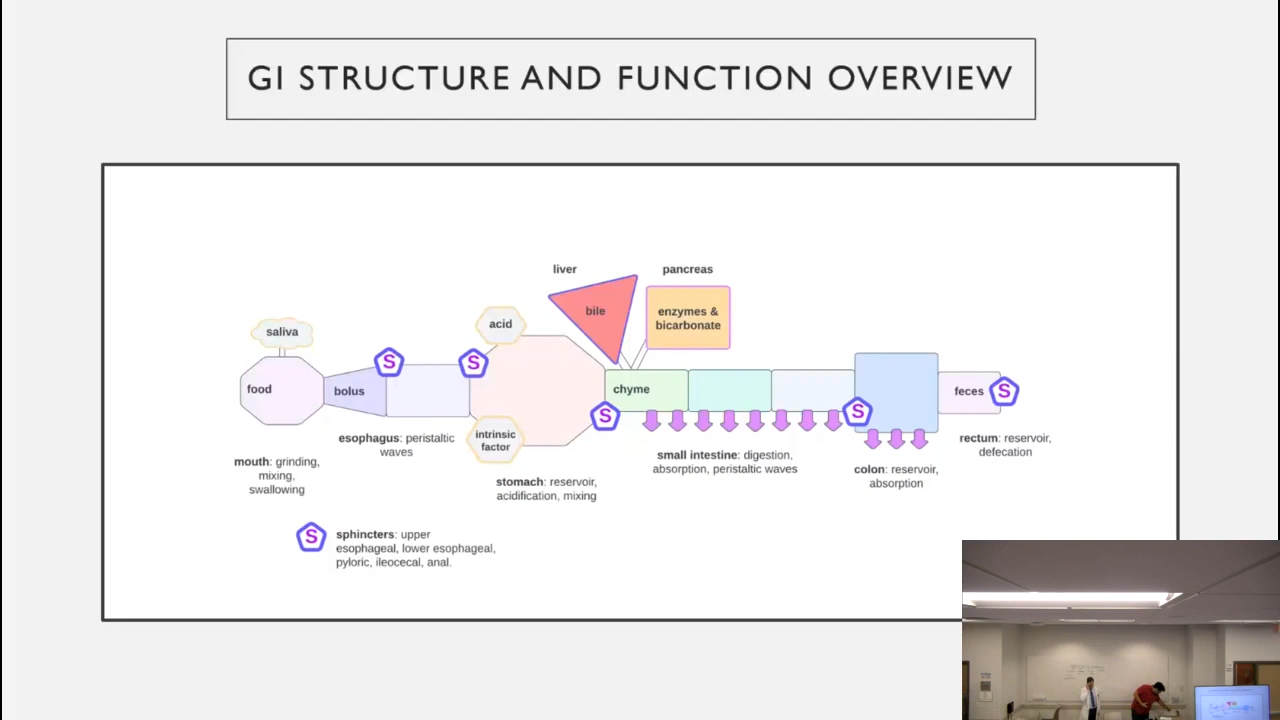 GI STRUCTURE AND FUNCTION OVERVIEW
liver
pancreas
bile
enzymes &
bicarbonate
saliva
acid
S
S
food
bolus
chyme
feces
S
S
S
intrinsic
factor
esophagus: peristaltic
waves
mouth: grinding,
mixing,
swallowing
stomach: reservoir,
acidification, mixing
small intestine: digestion,
absorption, peristaltic waves
colon: reservoir,
absorption
rectum: reservoir,
defecation
S
sphincters: upper
esophageal, lower esophageal,
pyloric, ileocecal, anal.